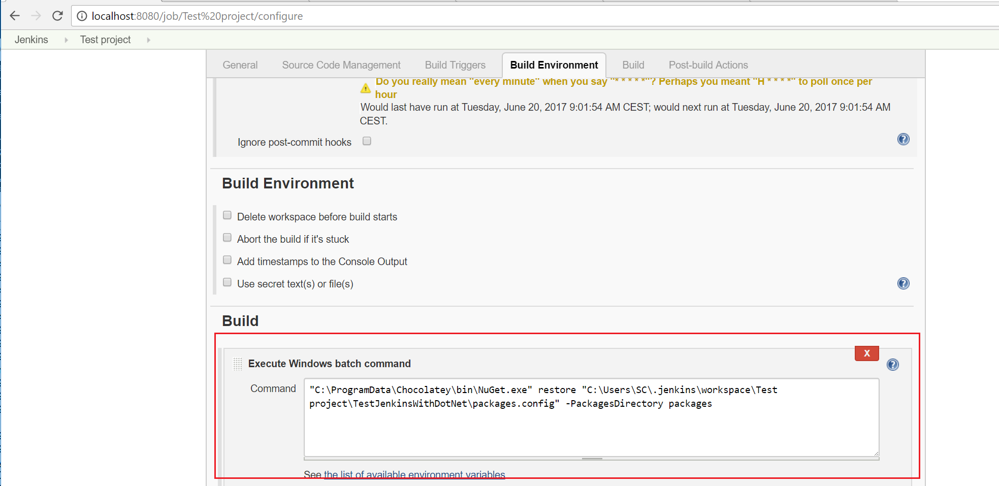 localhost:8080/job/Test%20project/configure
Jenkins Test project
General Source Code Management Build Triggers Build Environment Build Post-build Actions
Do you really mean "every minute" when you say "* * * * *"? Perhaps you meant "H * * * *" to poll once per
hour
Would last have run at Tuesday, June 20, 2017 9:01:54 AM CEST; would next run at Tuesday, June 20, 2017 9:01:54 AM
CEST.
Ignore post-commit hooks
Build Environment
Delete workspace before build starts
Abort the build if it's stuck
Add timestamps to the Console Output
Use secret text(s) or file(s)
Build
X
Execute Windows batch command
Command
"C:\ProgramData\Chocolatey\bin\NuGet.exe" restore "C:\Users\SC\.jenkins\workspace\Test
project\TestJenkinsWithDotNet\packages.config" -PackagesDirectory packages
See the list of available environment variables